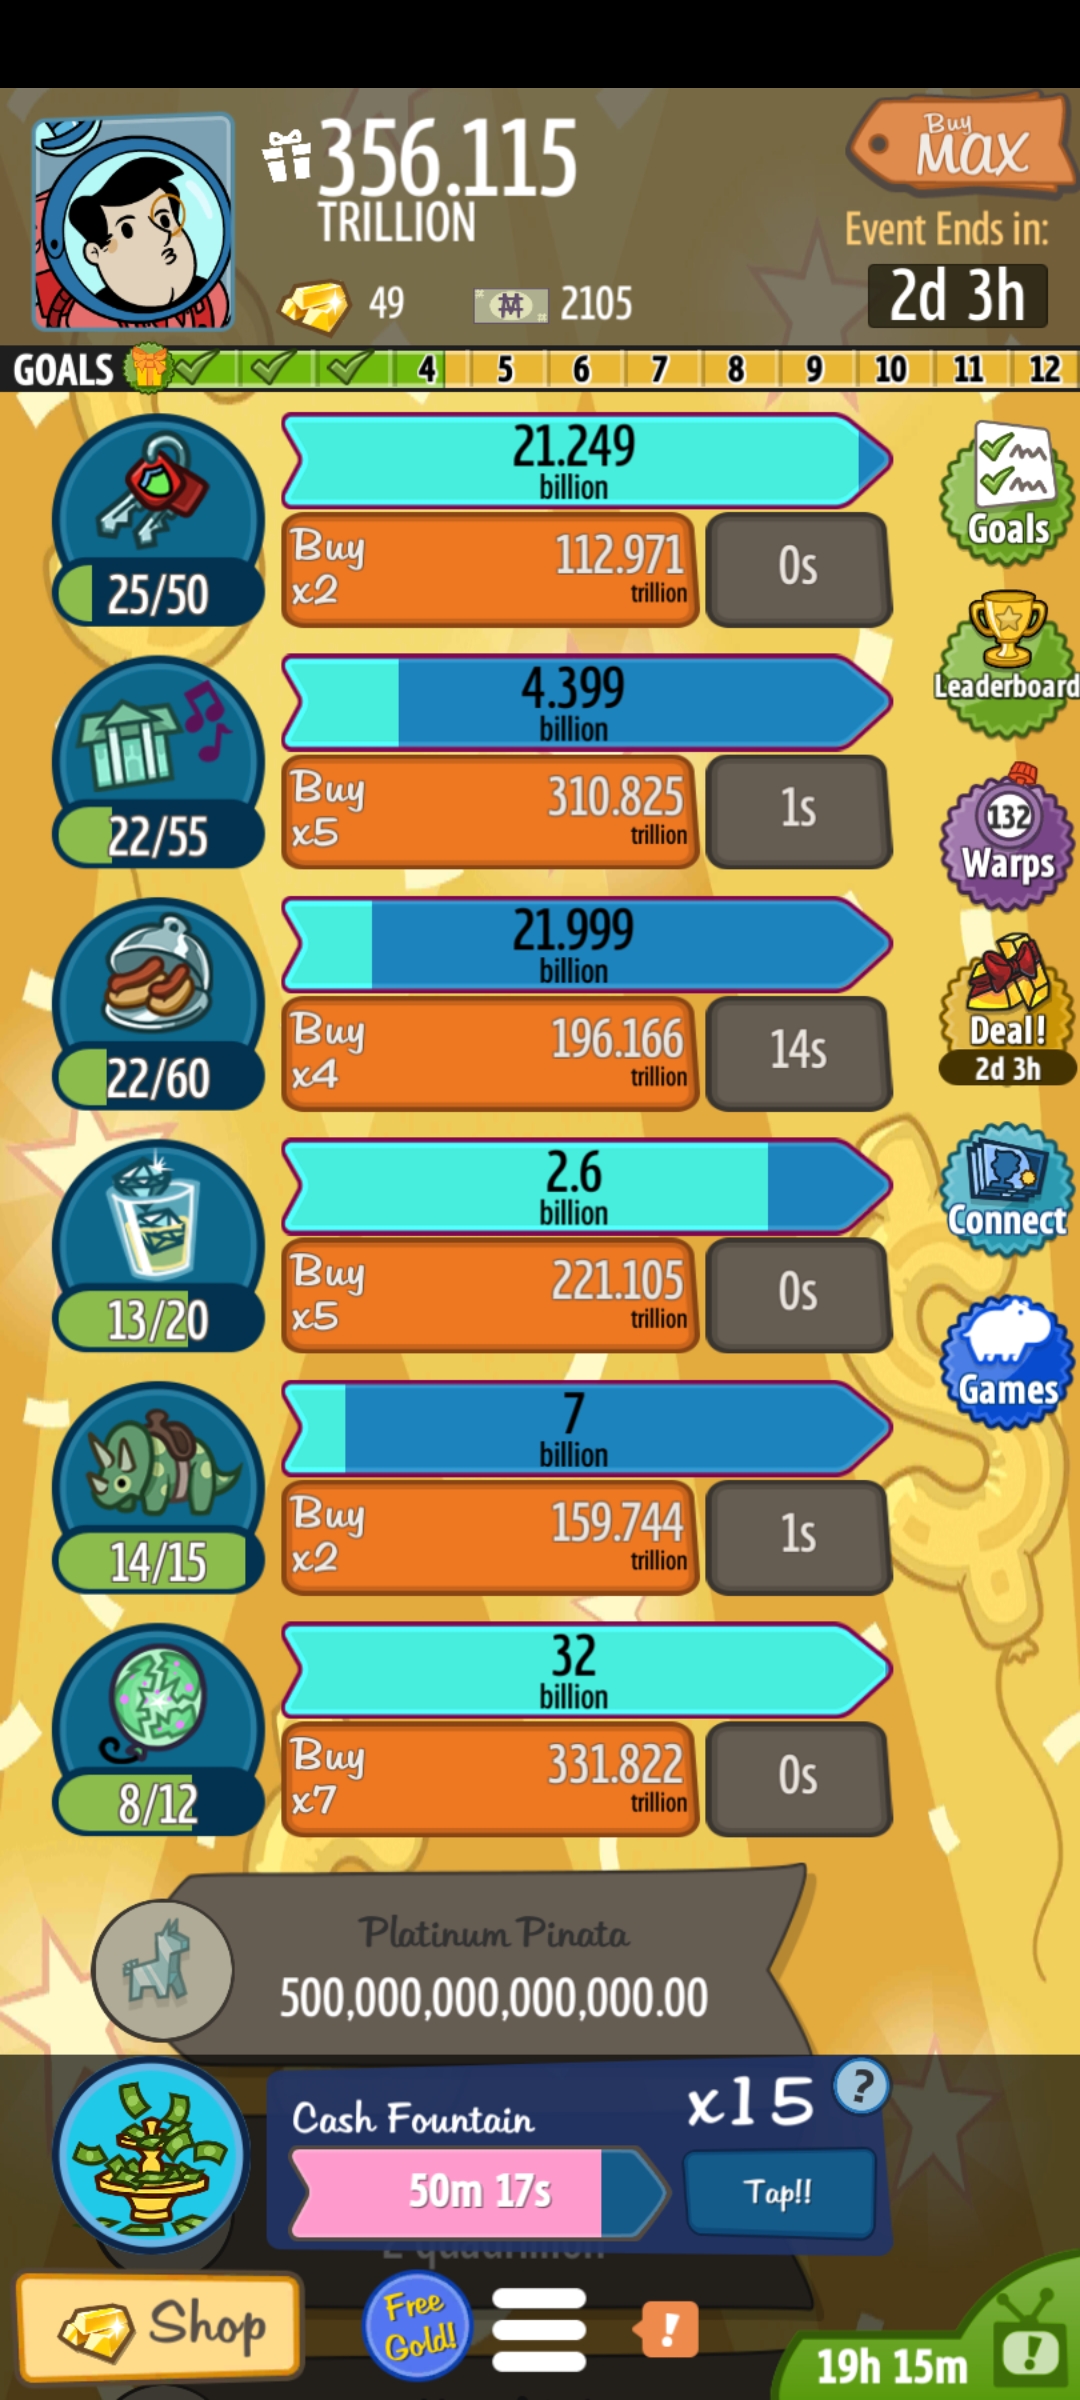 356.115
TRILLION
Buy
MAX
Event Ends in:
2d 3h
49
2105
GOALS
4
5
6
7
8
9
10
11
12
21.249
billion
Buy
x2
112.971
trillion
0s
25/50
Goals
4.399
billion
Buy
x5
310.825
trillion
1s
22/55
Leaderboard
132
Warps
21.999
billion
Buy
x4
196.166
trillion
14s
22/60
Deal!
2d 3h
2.6
billion
Buy
x5
221.105
trillion
0s
13/20
Connect
7
billion
Buy
x2
159.744
trillion
1s
14/15
Games
32
billion
Buy
x7
331.822
trillion
0s
8/12
Platinum Pinata
500,000,000,000,000.00
Cash Fountain
x15
?
50m 17s
Tap!!
Shop
Free
Gold!
!
19h 15m
!